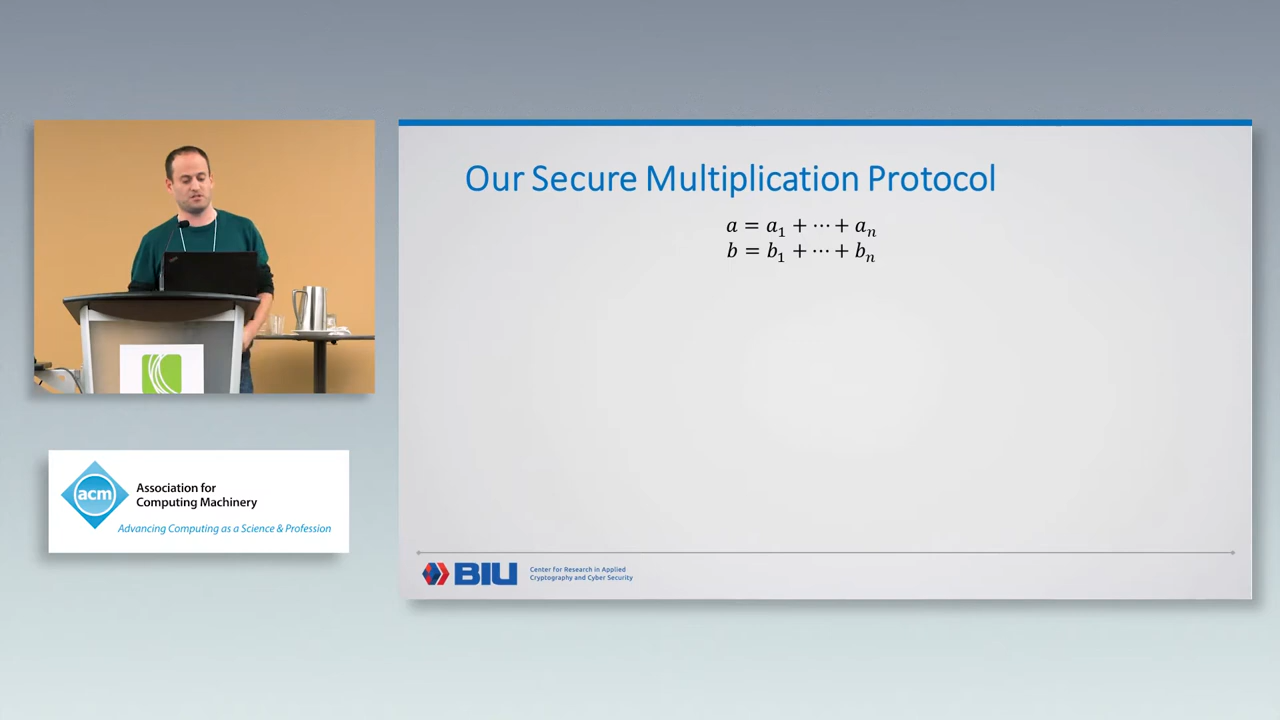 Our Secure Multiplication Protocol
a = a₁ + ⋯ + aₙ
b = b₁ + ⋯ + bₙ
acm
Association for
Computing Machinery
Advancing Computing as a Science & Profession
BIU
Center for Research in Applied
Cryptography and Cyber Security